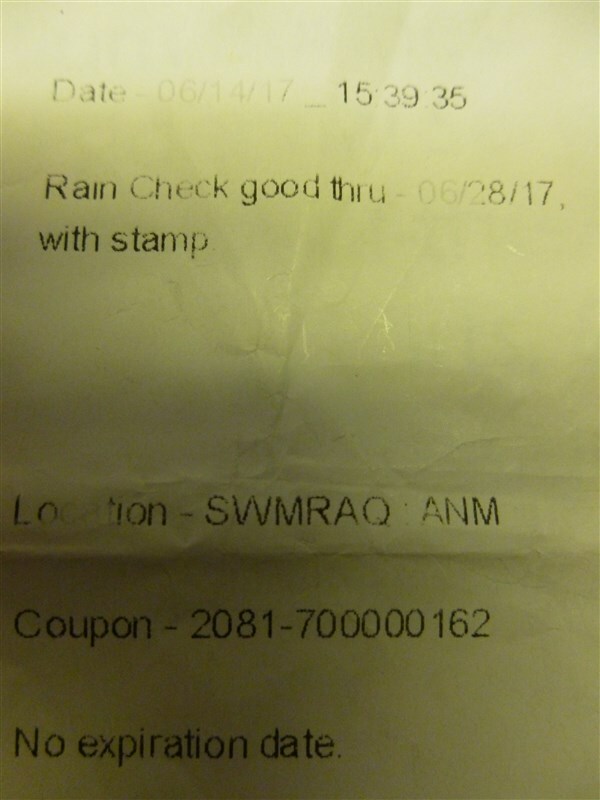 Date - 06/14/17 _ 15:39:35
Rain Check good thru - 06/28/17,
with stamp.
Location - SWMRAQ : ANM
Coupon - 2081-700000162
No expiration date.